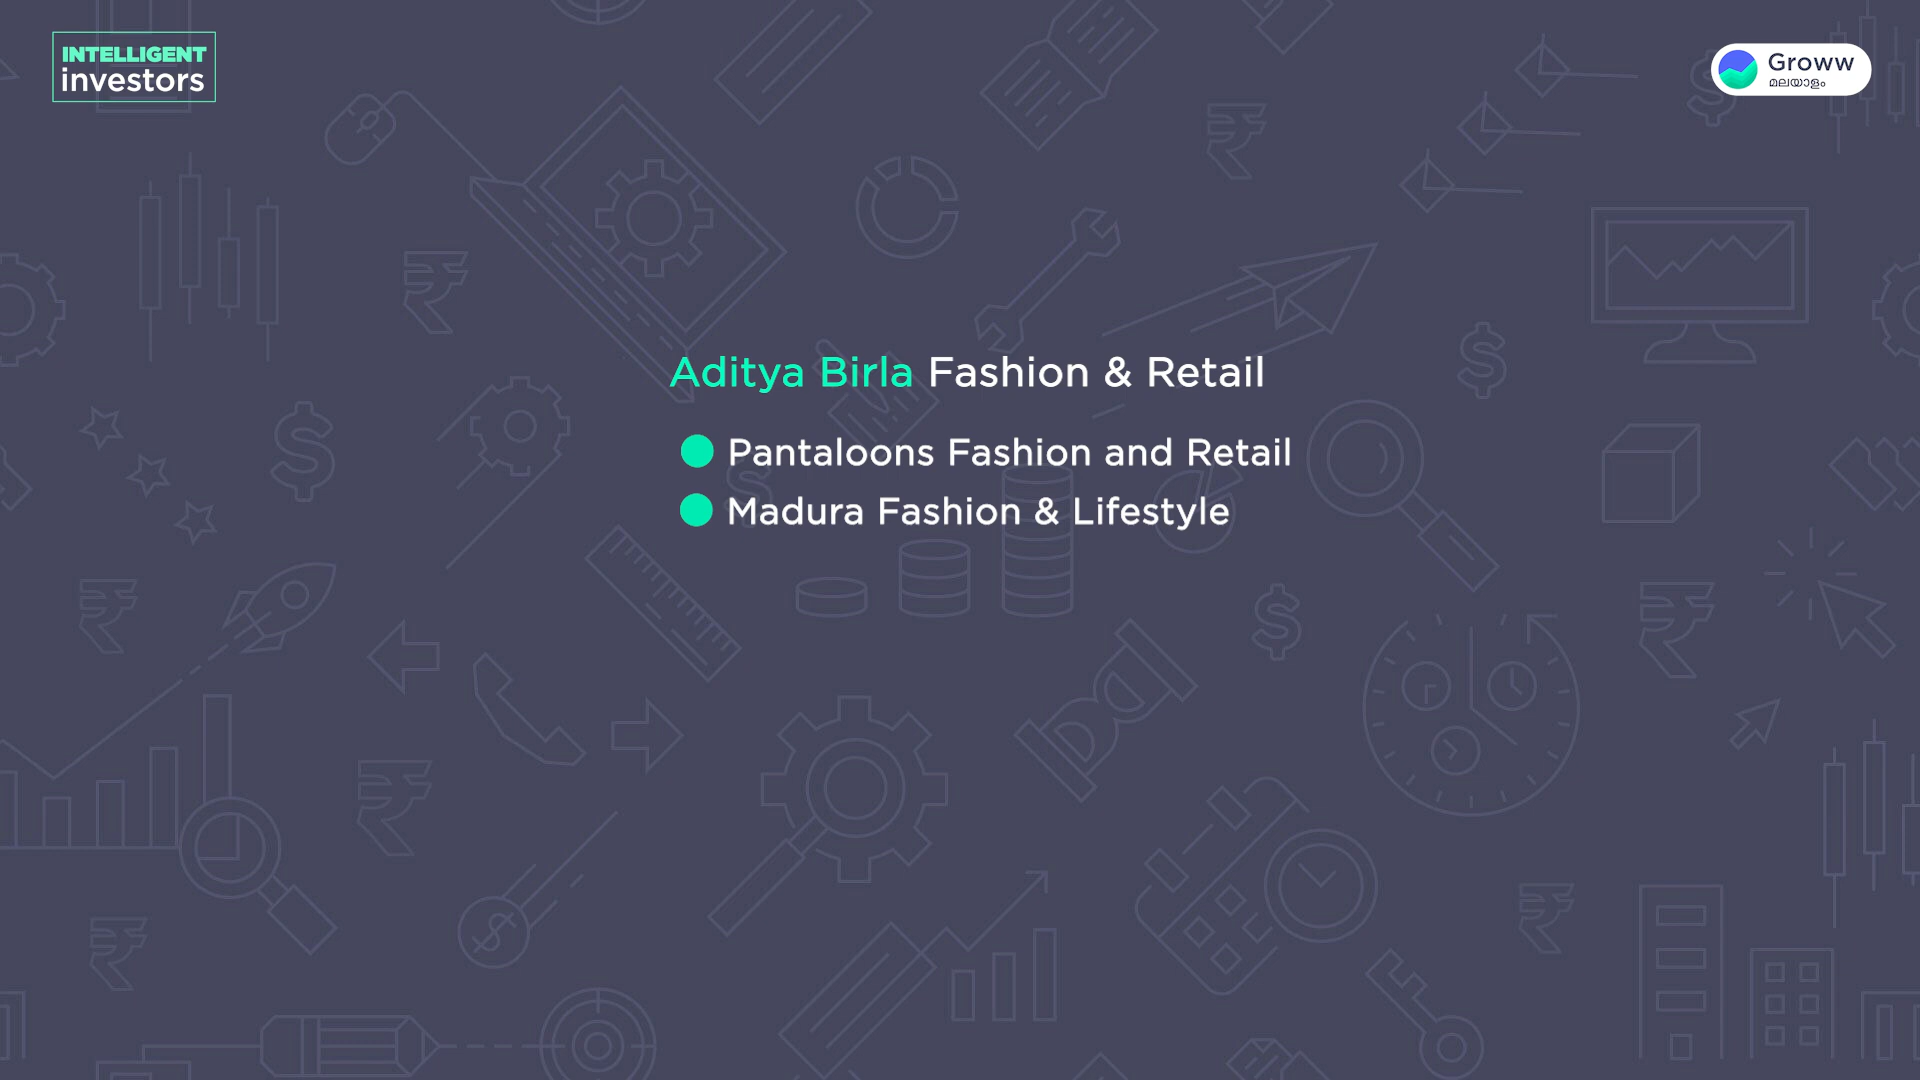 INTELLIGENT
investors
Groww
മലയാളം
Aditya Birla Fashion & Retail
Pantaloons Fashion and Retail
Madura Fashion & Lifestyle